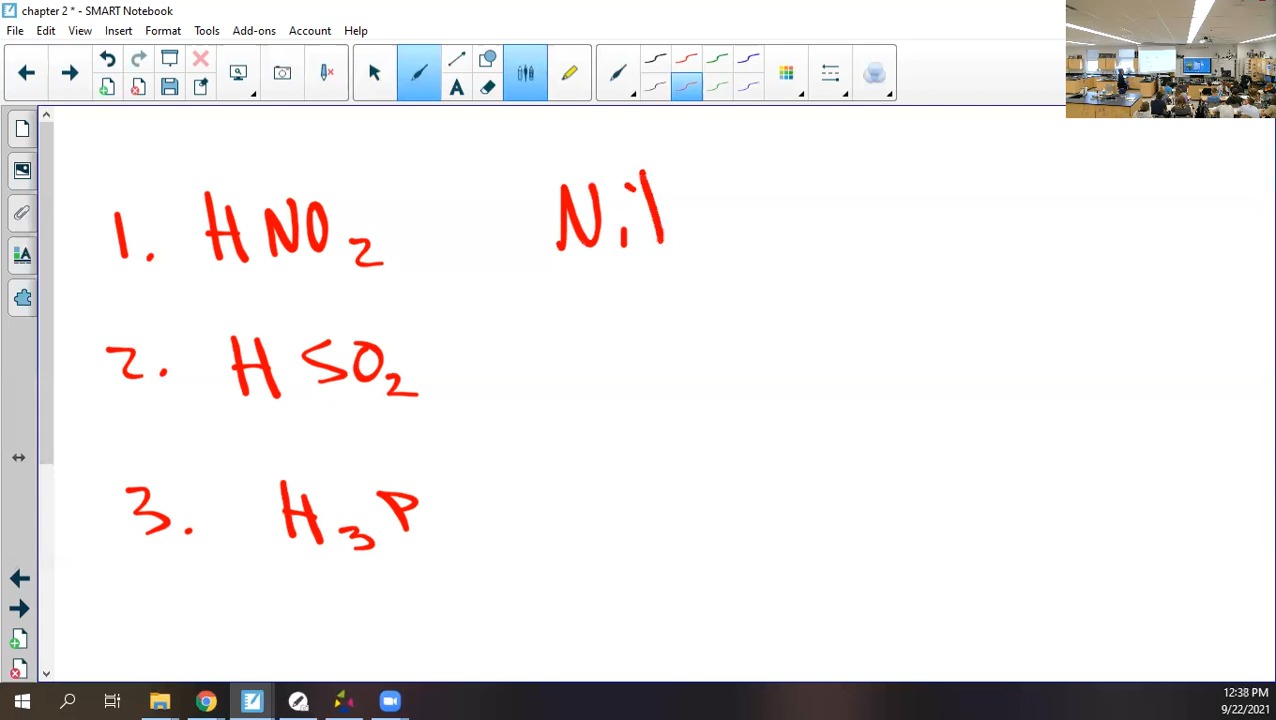 chapter 2 * - SMART Notebook
File Edit View Insert Format Tools Add-ons Account Help
1. HNO2 Nit
2. HSO2
3. H3P
12:38 PM
9/22/2021